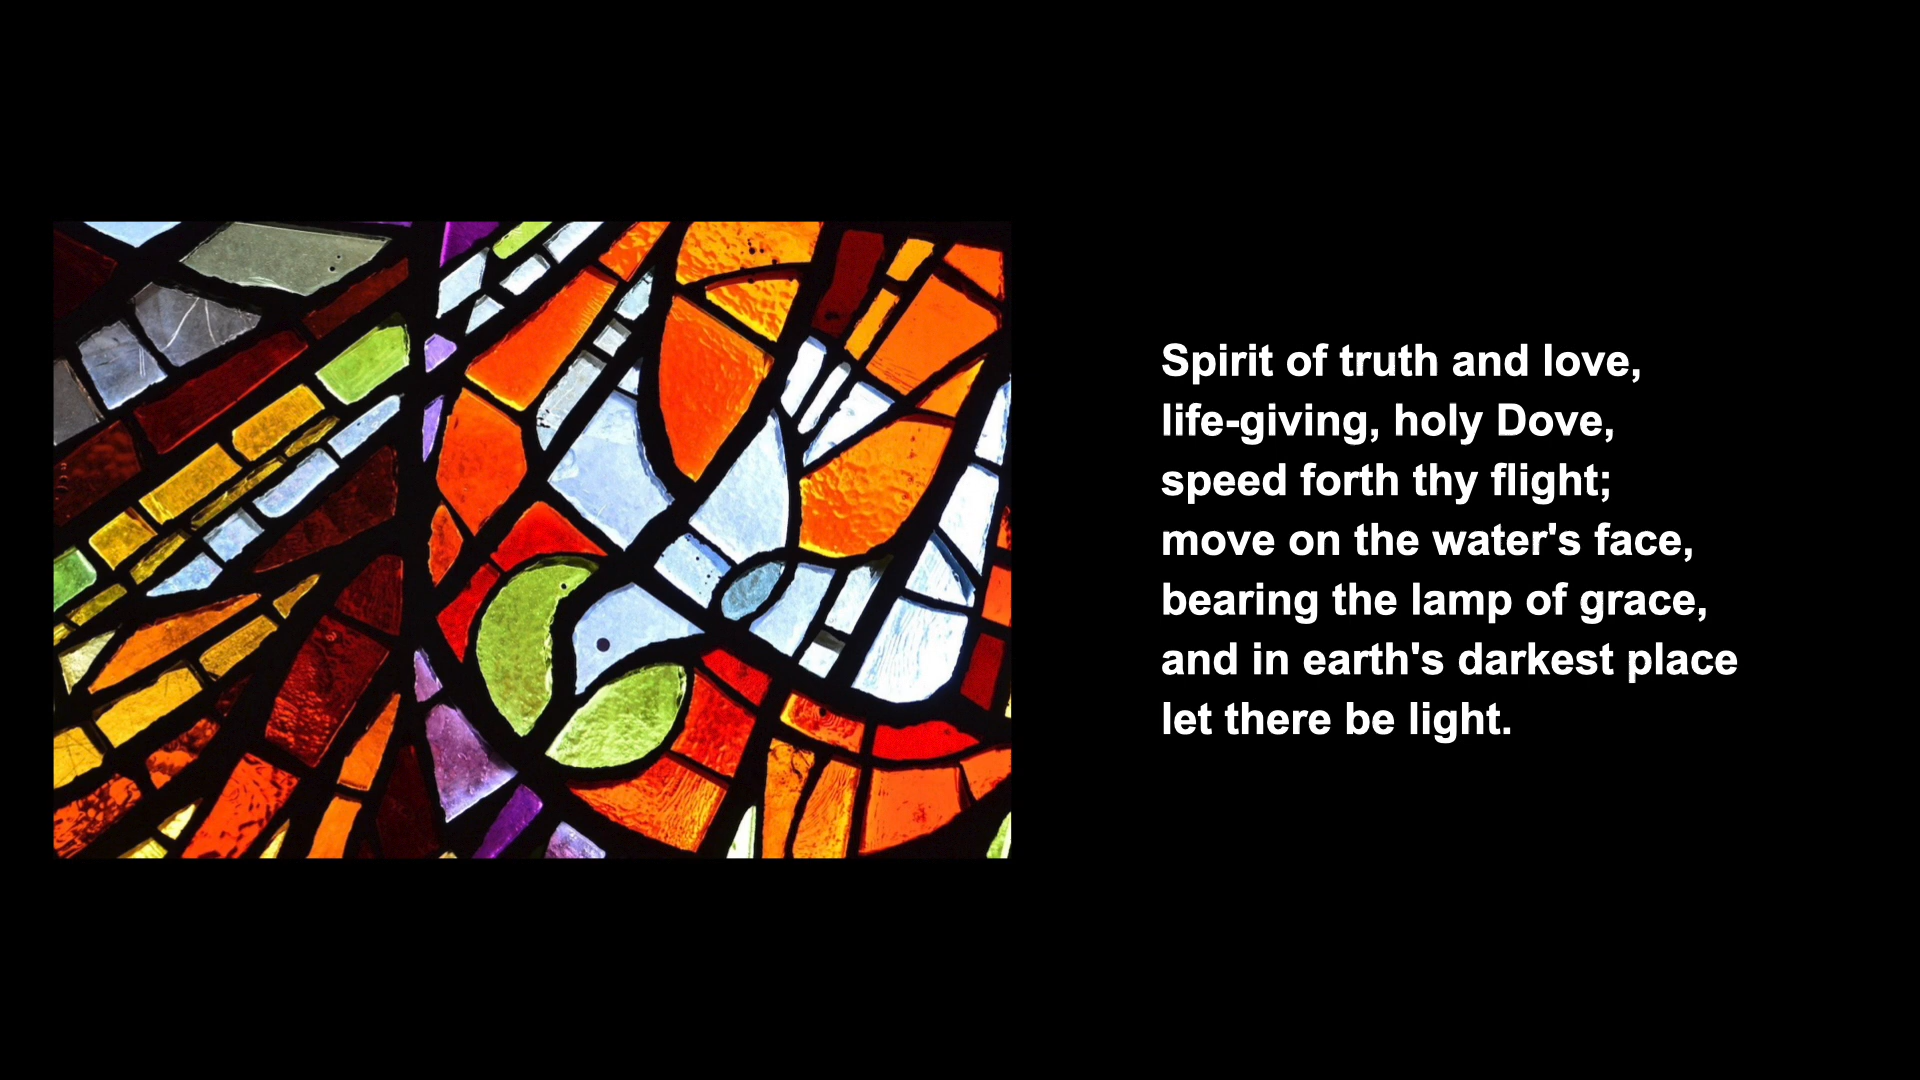 Spirit of truth and love,
life-giving, holy Dove,
speed forth thy flight;
move on the water's face,
bearing the lamp of grace,
and in earth's darkest place
let there be light.